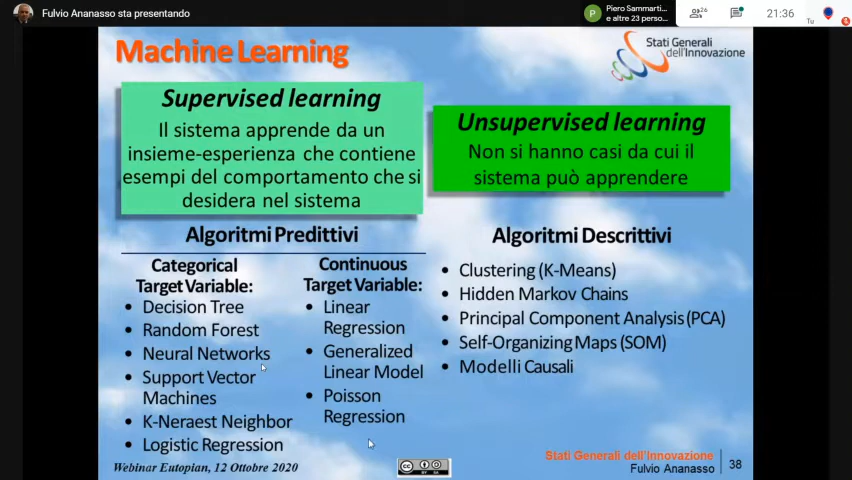 Fulvio Ananasso sta presentando
P
Piero Sammarti...
e altre 23 perso...
26
21:36
Tu
Machine Learning
Stati Generali
dell'Innovazione
Supervised learning
Il sistema apprende da un
insieme-esperienza che contiene
esempi del comportamento che si
desidera nel sistema
Unsupervised learning
Non si hanno casi da cui il
sistema può apprendere
Algoritmi Predittivi
Categorical
Target Variable:
• Decision Tree
• Random Forest
• Neural Networks
• Support Vector
Machines
• K-Neraest Neighbor
• Logistic Regression
Continuous
Target Variable:
• Linear
Regression
• Generalized
Linear Model
• Poisson
Regression
Algoritmi Descrittivi
• Clustering (K-Means)
• Hidden Markov Chains
• Principal Component Analysis (PCA)
• Self-Organizing Maps (SOM)
• Modelli Causali
Webinar Eutopian, 12 Ottobre 2020
cc
BY SA
Stati Generali dell'Innovazione
Fulvio Ananasso
38